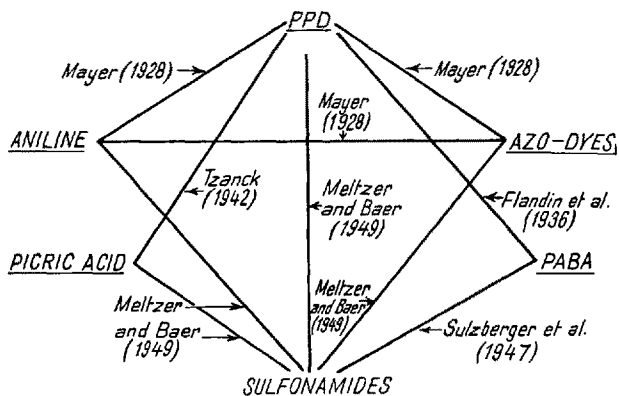 PPD
Mayer (1928)
Mayer (1928)
Mayer
(1928)
ANILINE
AZO-DYES
Tzanck
(1942)
Meltzer
and Baer
(1949)
Flandin et al.
(1936)
PICRIC ACID
PABA
Meltzer
and Baer
(1949)
Meltzer
and Baer
(1949)
Sulzberger et al.
(1947)
SULFONAMIDES